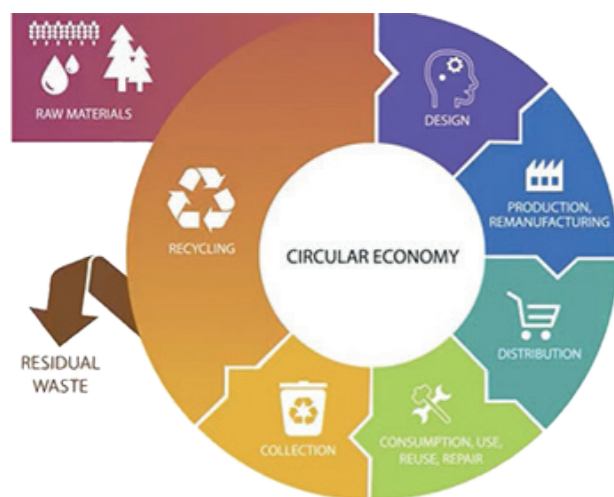 RAW MATERIALS
DESIGN
PRODUCTION,
REMANUFACTURING
RECYCLING
CIRCULAR ECONOMY
DISTRIBUTION
RESIDUAL
WASTE
COLLECTION
CONSUMPTION, USE,
REUSE, REPAIR